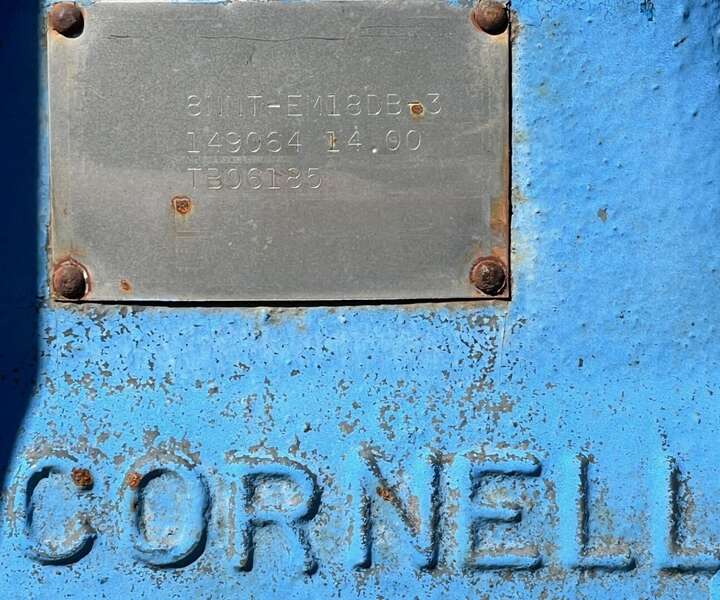 8NNT-EM18DB-3
149064 14.00
TB06185
CORNELL